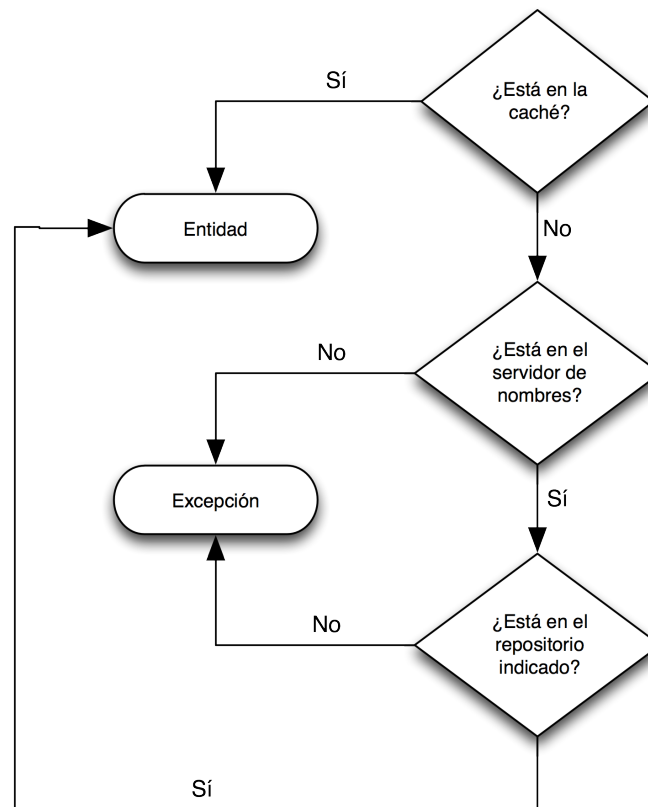 ¿Está en la
caché?
Sí
Entidad
No
¿Está en el
servidor de
nombres?
No
Excepción
Sí
¿Está en el
repositorio
indicado?
No
Sí